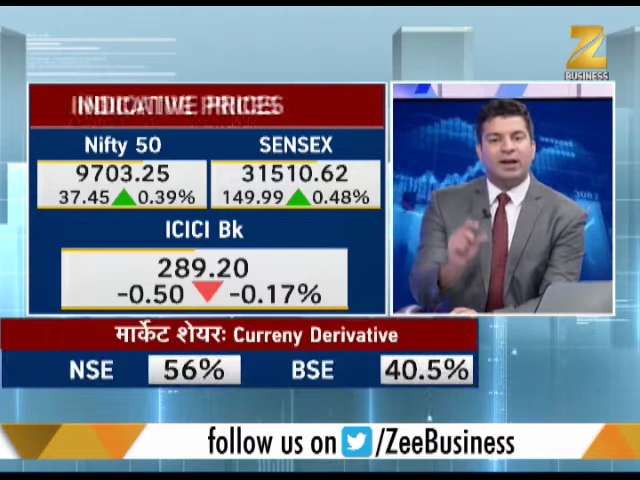 Z
BUSINESS
INDICATIVE PRICES
Nifty 50
SENSEX
9703.25
31510.62
37.45 0.39%
149.99 0.48%
ICICI Bk
289.20
-0.50 -0.17%
मार्केट शेयरः Curreny Derivative
NSE 56% BSE 40.5%
follow us on /ZeeBusiness